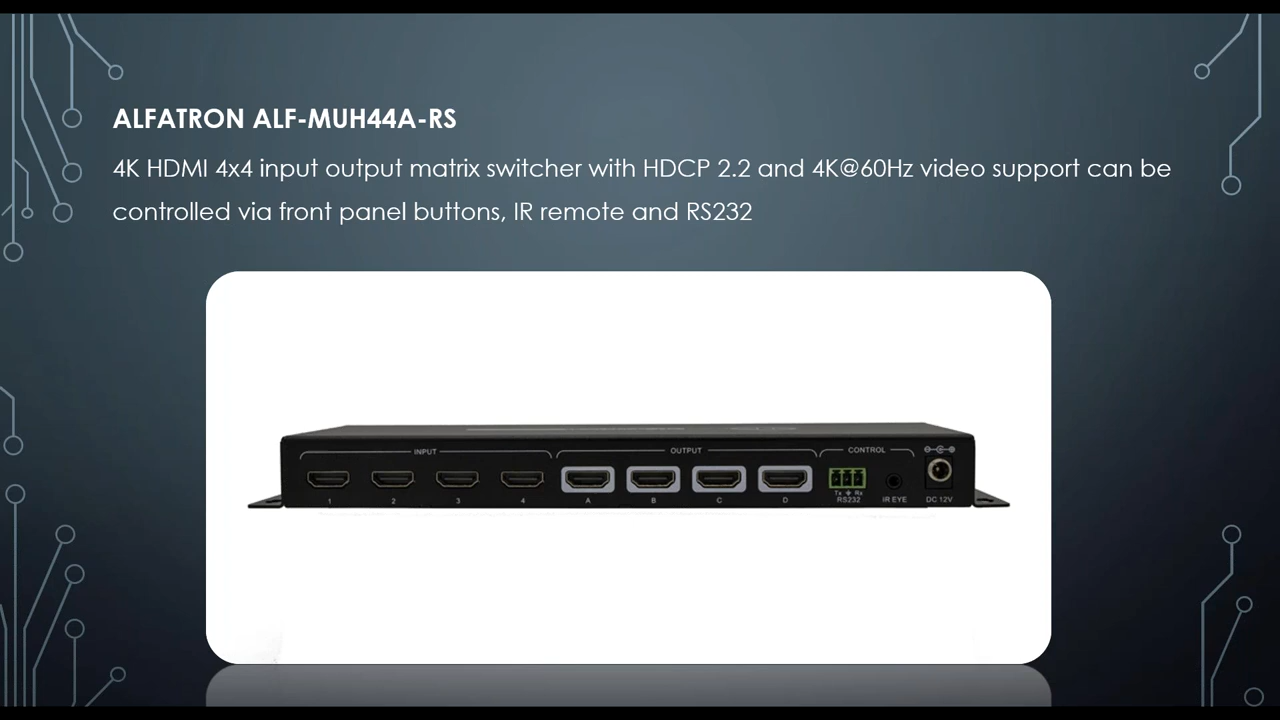 ALFATRON ALF-MUH44A-RS
4K HDMI 4x4 input output matrix switcher with HDCP 2.2 and 4K@60Hz video support can be
controlled via front panel buttons, IR remote and RS232
INPUT OUTPUT CONTROL
1 2 3 4 A B C D Tx Rx
RS232 IR EYE DC 12V